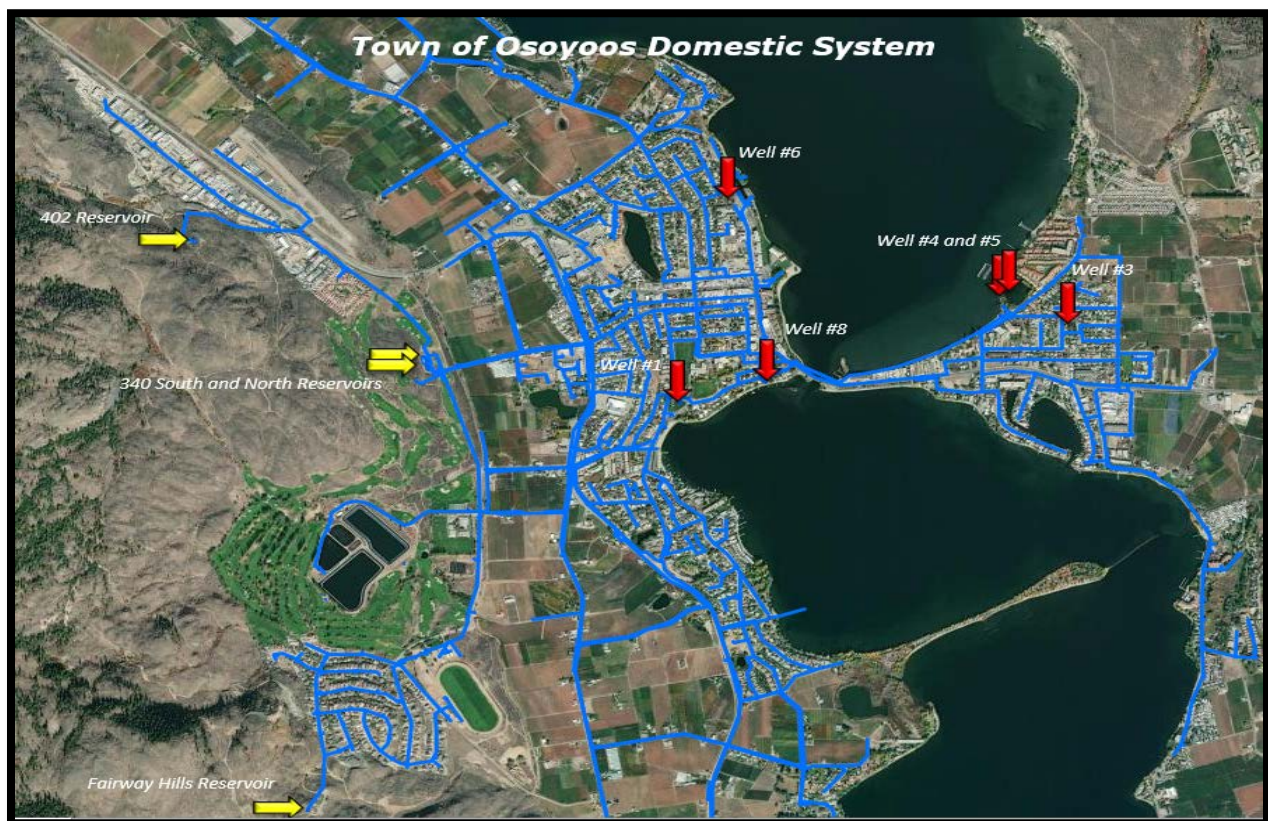 Town of Osoyoos Domestic System
Well #6
402 Reservoir
Well #4 and #5
Well #3
Well #8
Well #1
340 South and North Reservoirs
Fairway Hills Reservoir